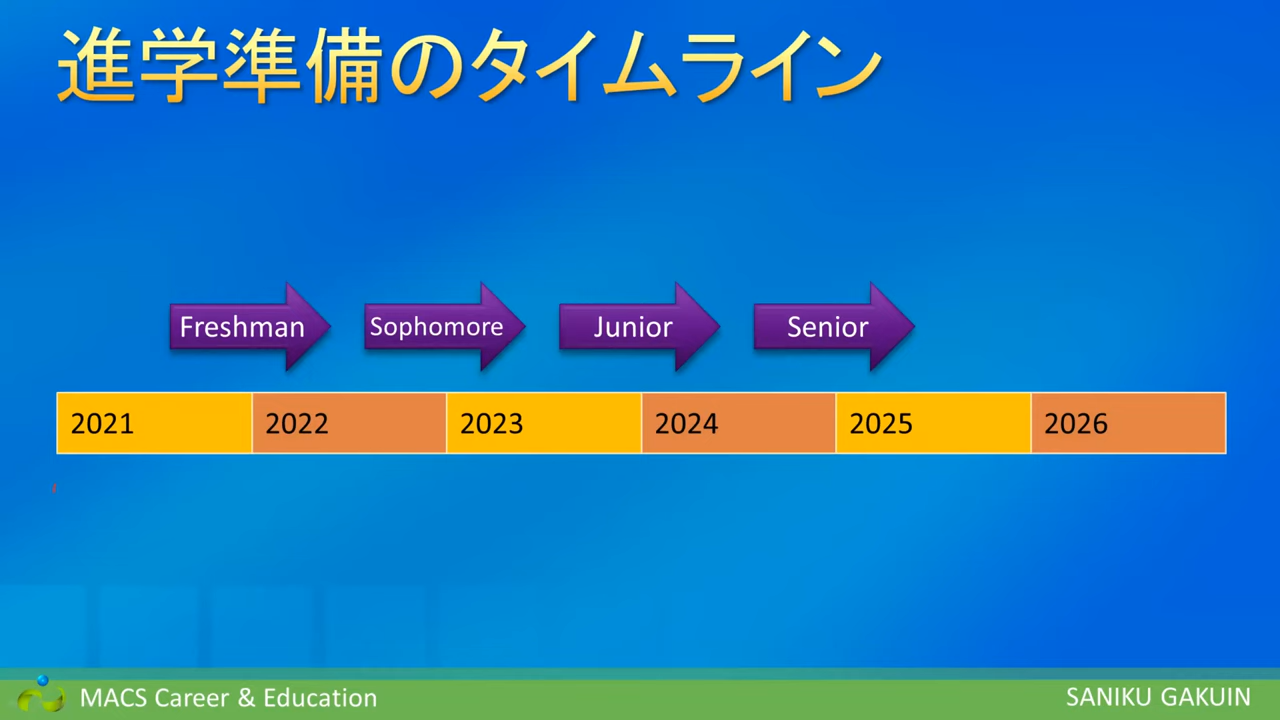 進学準備のタイムライン
Freshman Sophomore Junior Senior
2021 2022 2023 2024 2025 2026
MACS Career & Education SANIKU GAKUIN